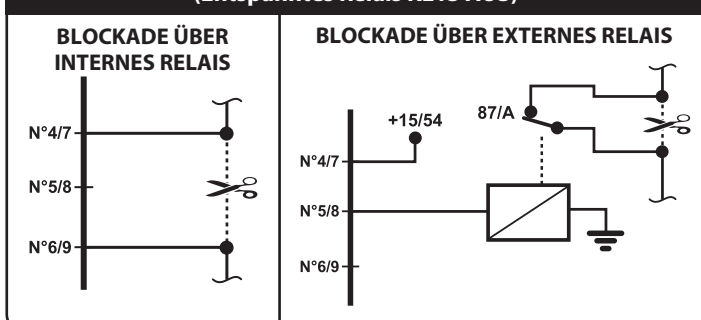 BLOCKADE ÜBER
INTERNES RELAIS
N°4/7
N°5/8
N°6/9
BLOCKADE ÜBER EXTERNES RELAIS
+15/54
87/A
N°4/7
N°5/8
N°6/9